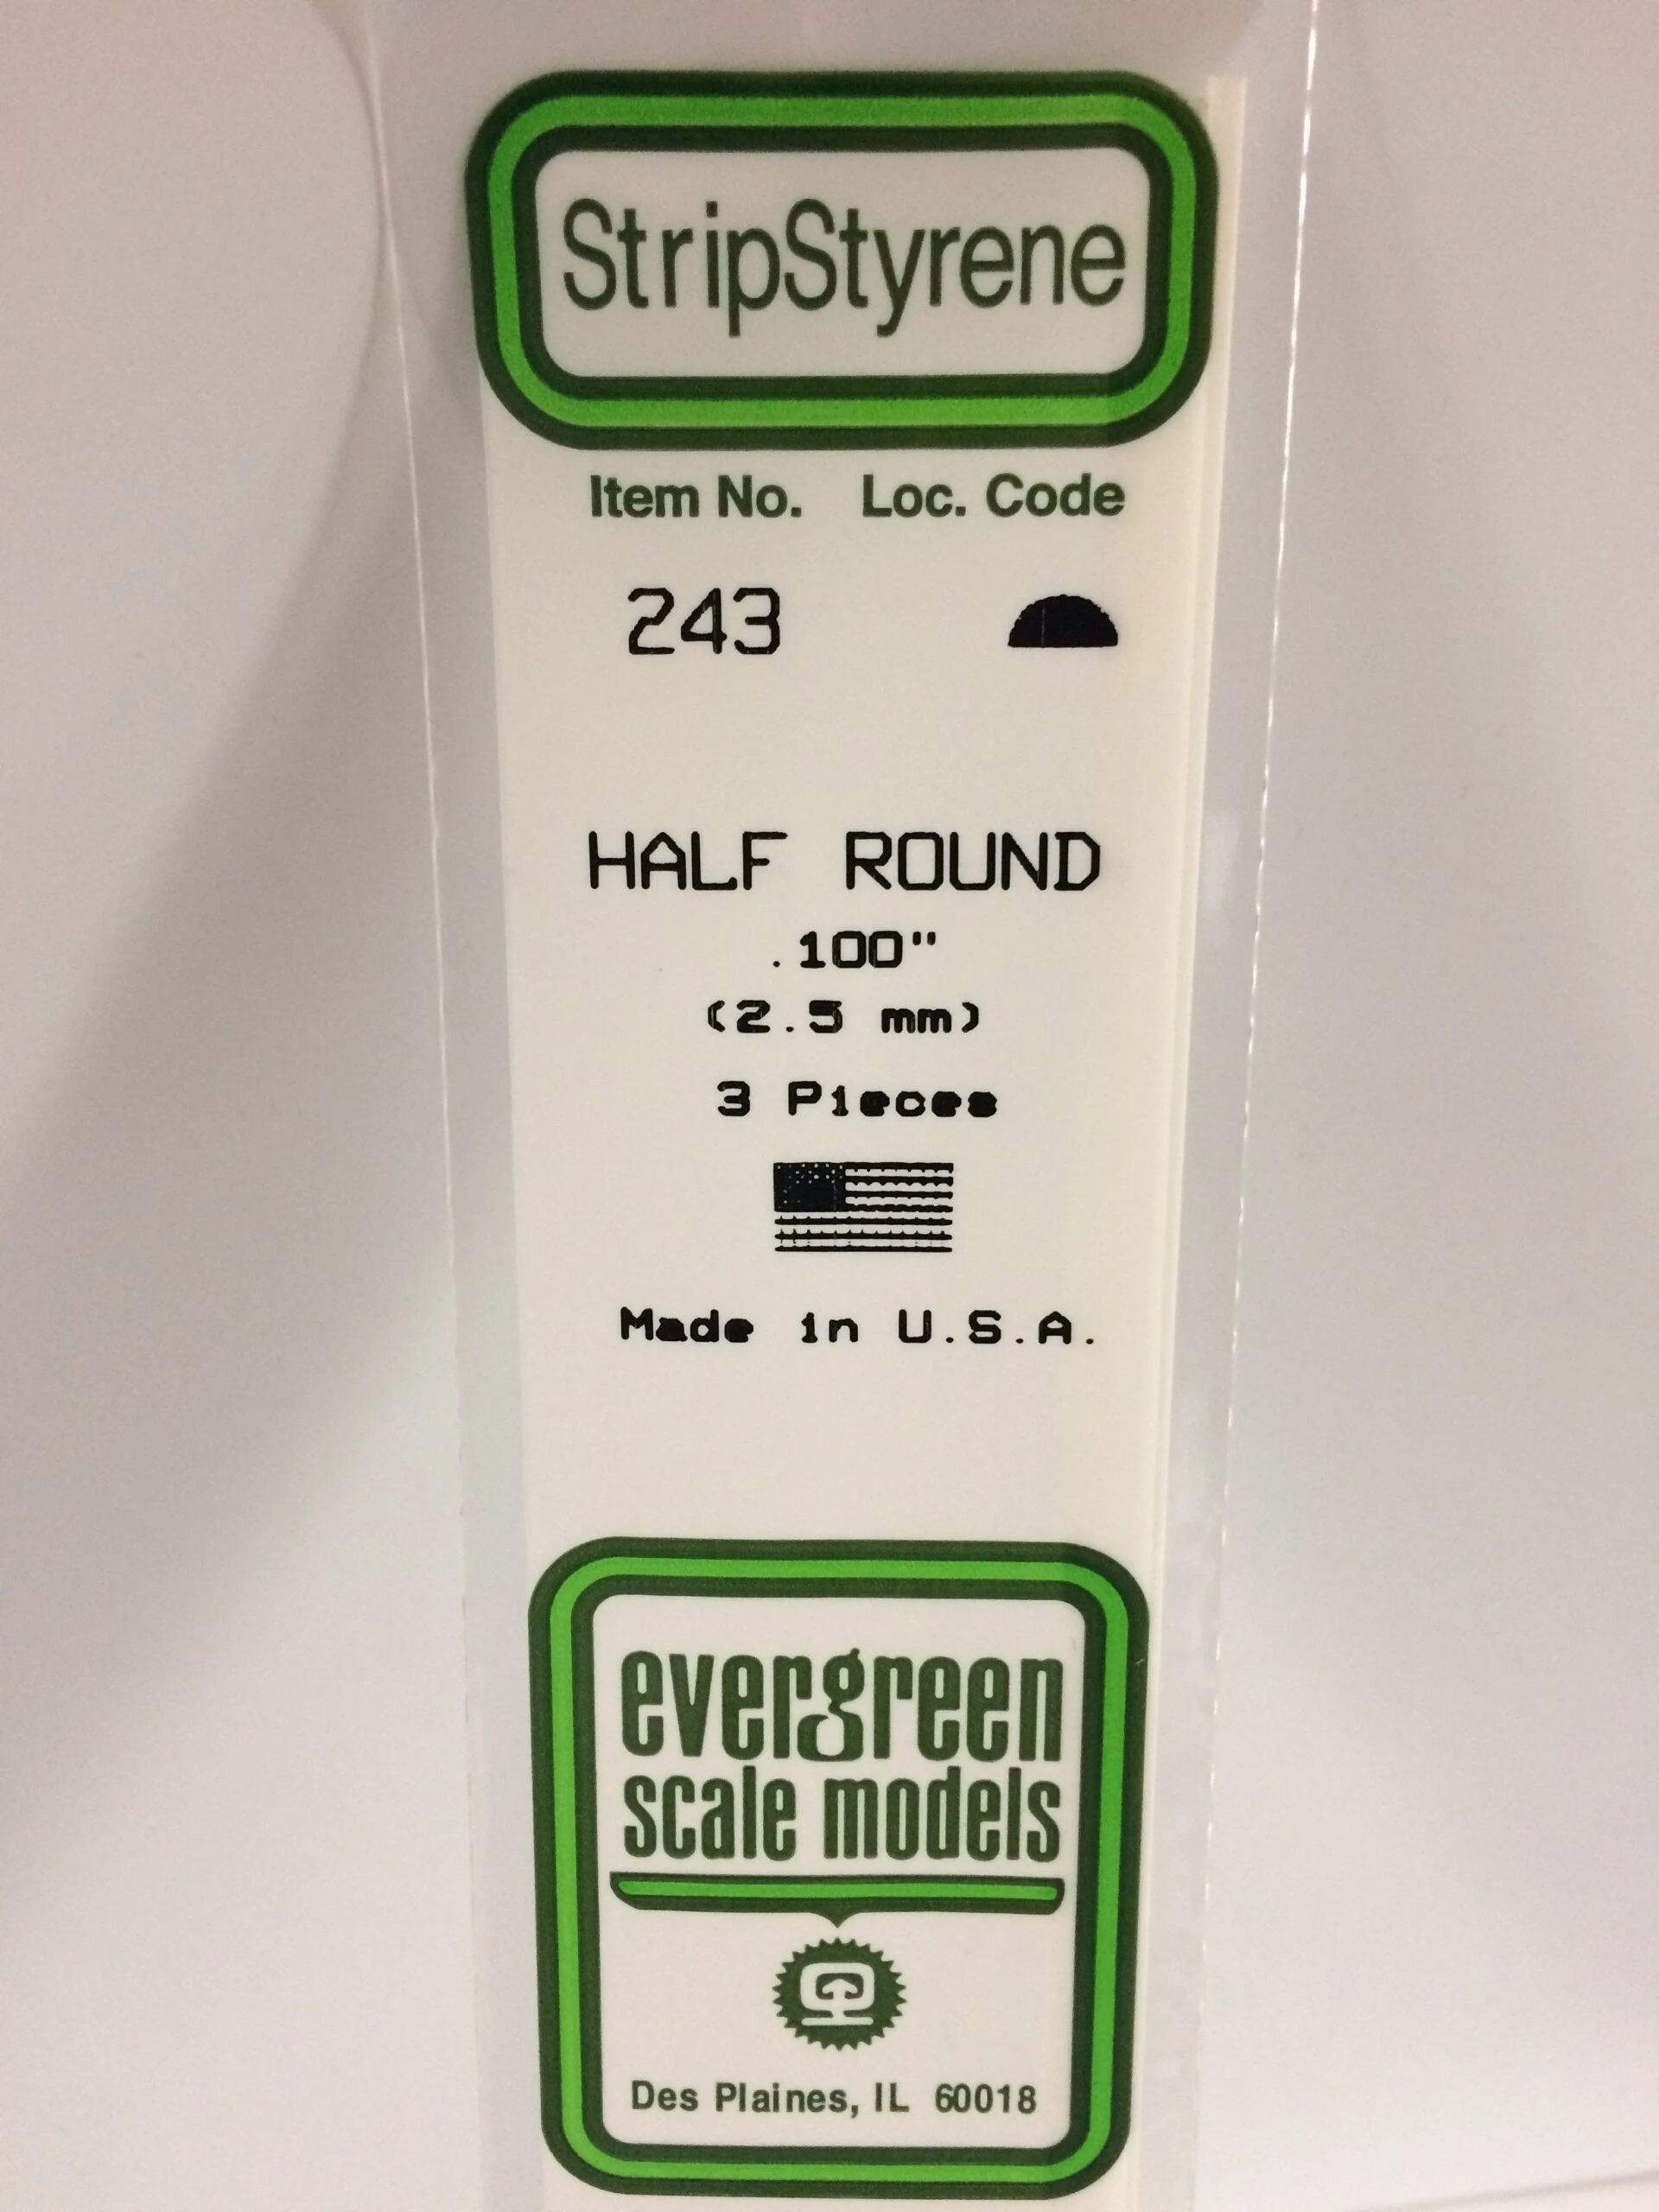 StripStyrene
Item No. Loc. Code
243
HALF ROUND
.100"
(2.5 mm)
3 Pieces
Made in U.S.A.
evergreen
scale models
Des Plaines, IL 60018